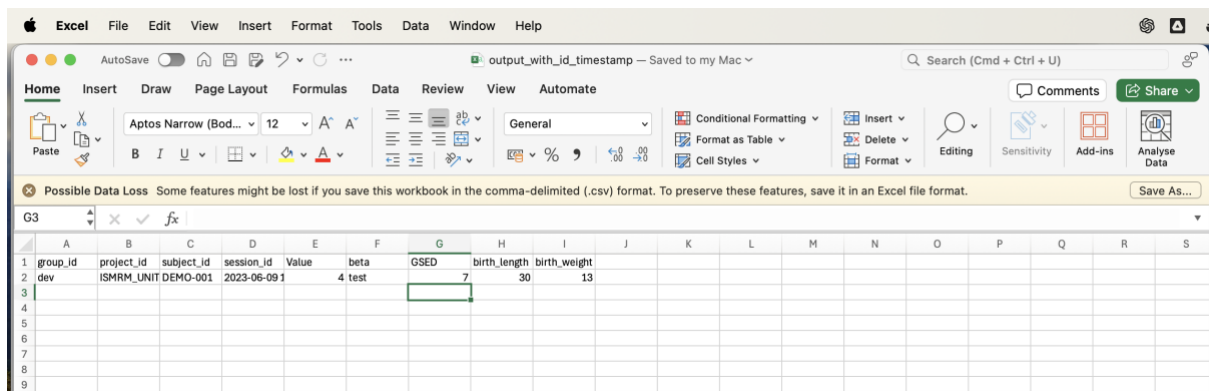 Excel File Edit View Insert Format Tools Data Window Help
AutoSave output_with_id_timestamp — Saved to my Mac Search (Cmd + Ctrl + U)
Home Insert Draw Page Layout Formulas Data Review View Automate Comments Share
Paste Aptos Narrow (Bod... 12 A^ A˅ B I U A ab General % 9 Conditional Formatting Format as Table Cell Styles Insert Delete Format Editing Sensitivity Add-ins Analyse Data
Possible Data Loss Some features might be lost if you save this workbook in the comma-delimited (.csv) format. To preserve these features, save it in an Excel file format. Save As...
G3 fx
A B C D E F G H I J K L M N O P Q R S
1 group_id project_id subject_id session_id Value beta GSED birth_length birth_weight
2 dev ISMRM_UNIT DEMO-001 2023-06-09 1 4 test 7 30 13
3
4
5
6
7
8
9